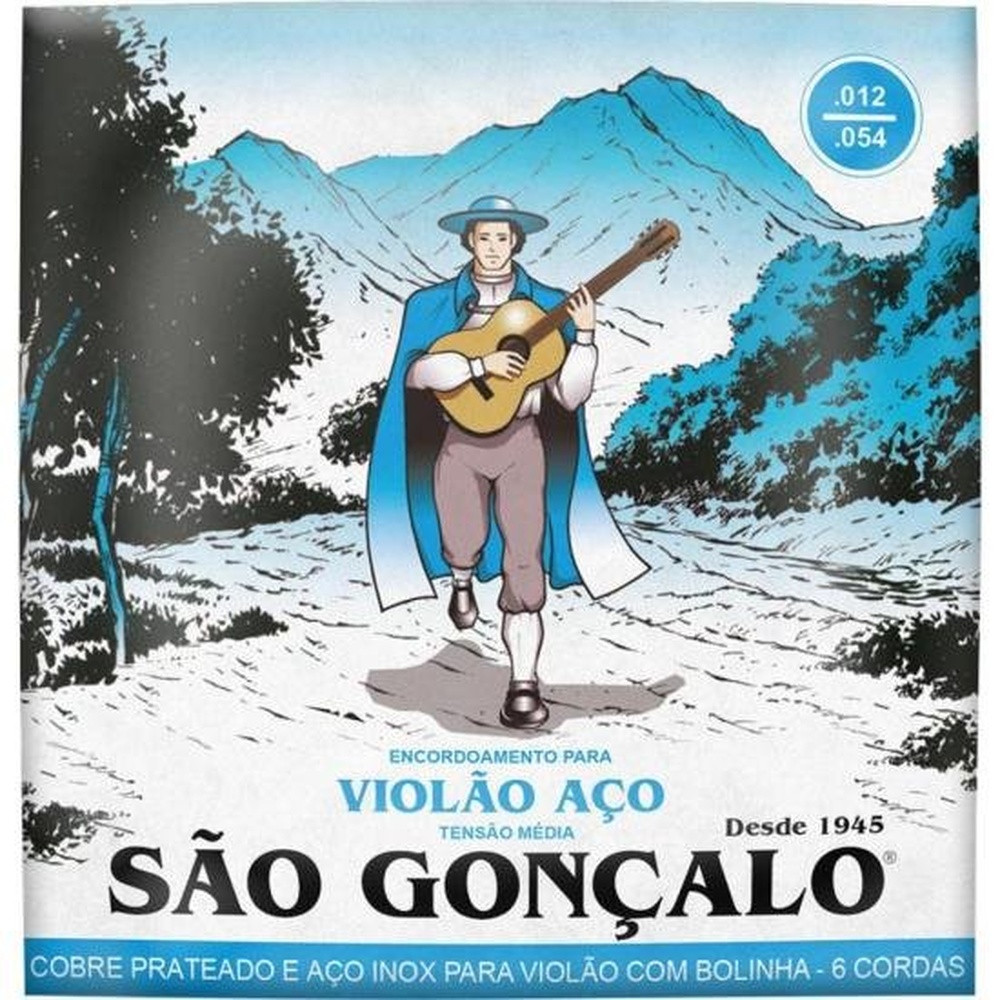 .012
.054
ENCORDOAMENTO PARA
VIOLÃO AÇO
TENSÃO MÉDIA
Desde 1945
SÃO GONÇALO®
COBRE PRATEADO E AÇO INOX PARA VIOLÃO COM BOLINHA - 6 CORDAS